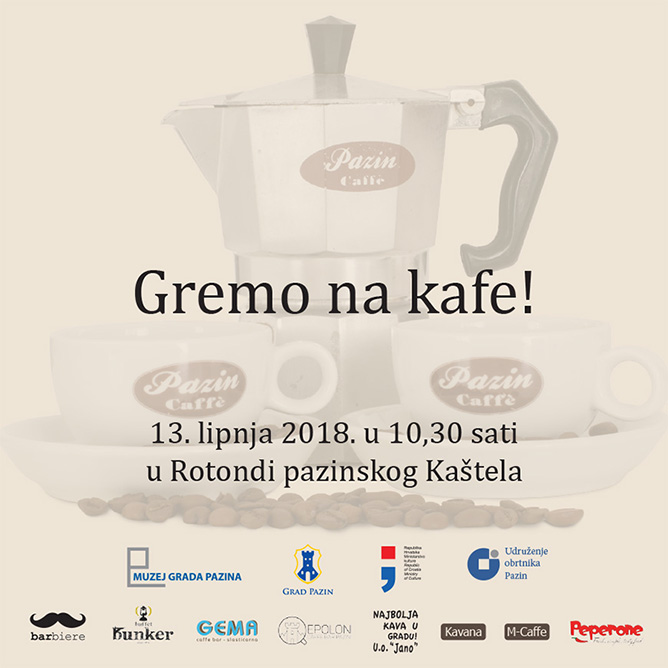 Pazin
Caffè
Gremo na kafe!
Pazin
Caffè
Pazin
Caffè
13. lipnja 2018. u 10,30 sati
u Rotondi pazinskog Kaštela
MUZEJ GRADA PAZINA
GRAD PAZIN
Republika
Hrvatska
Ministarstvo
kulture
Republic
of Croatia
Ministry
of Culture
Udruženje
obrtnika
Pazin
barbiere
buffet
bunker
GEMA
caffe bar - slastičarna
EPOLON
NAJBOLJA
KAVA U
GRADU!
U.O. "Jano"
Kavana
M-Caffe
Peperone